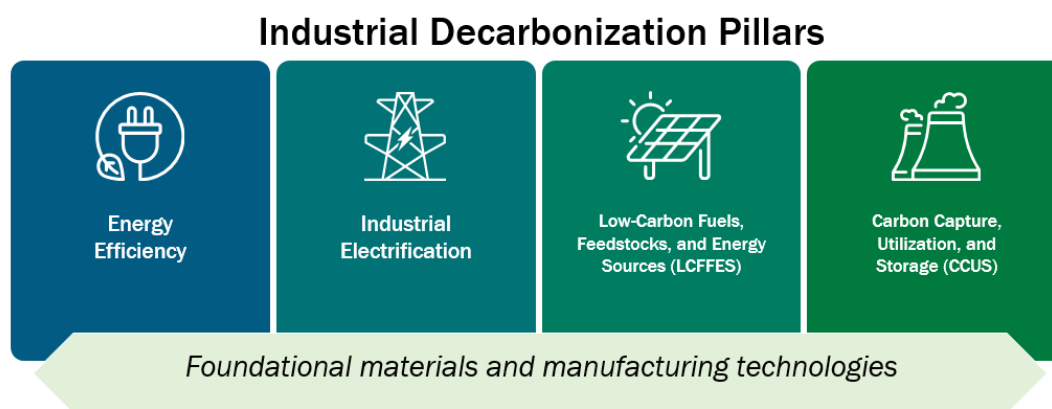 Industrial Decarbonization Pillars
Energy
Efficiency
Industrial
Electrification
Low-Carbon Fuels,
Feedstocks, and Energy
Sources (LCFFES)
Carbon Capture,
Utilization, and
Storage (CCUS)
Foundational materials and manufacturing technologies